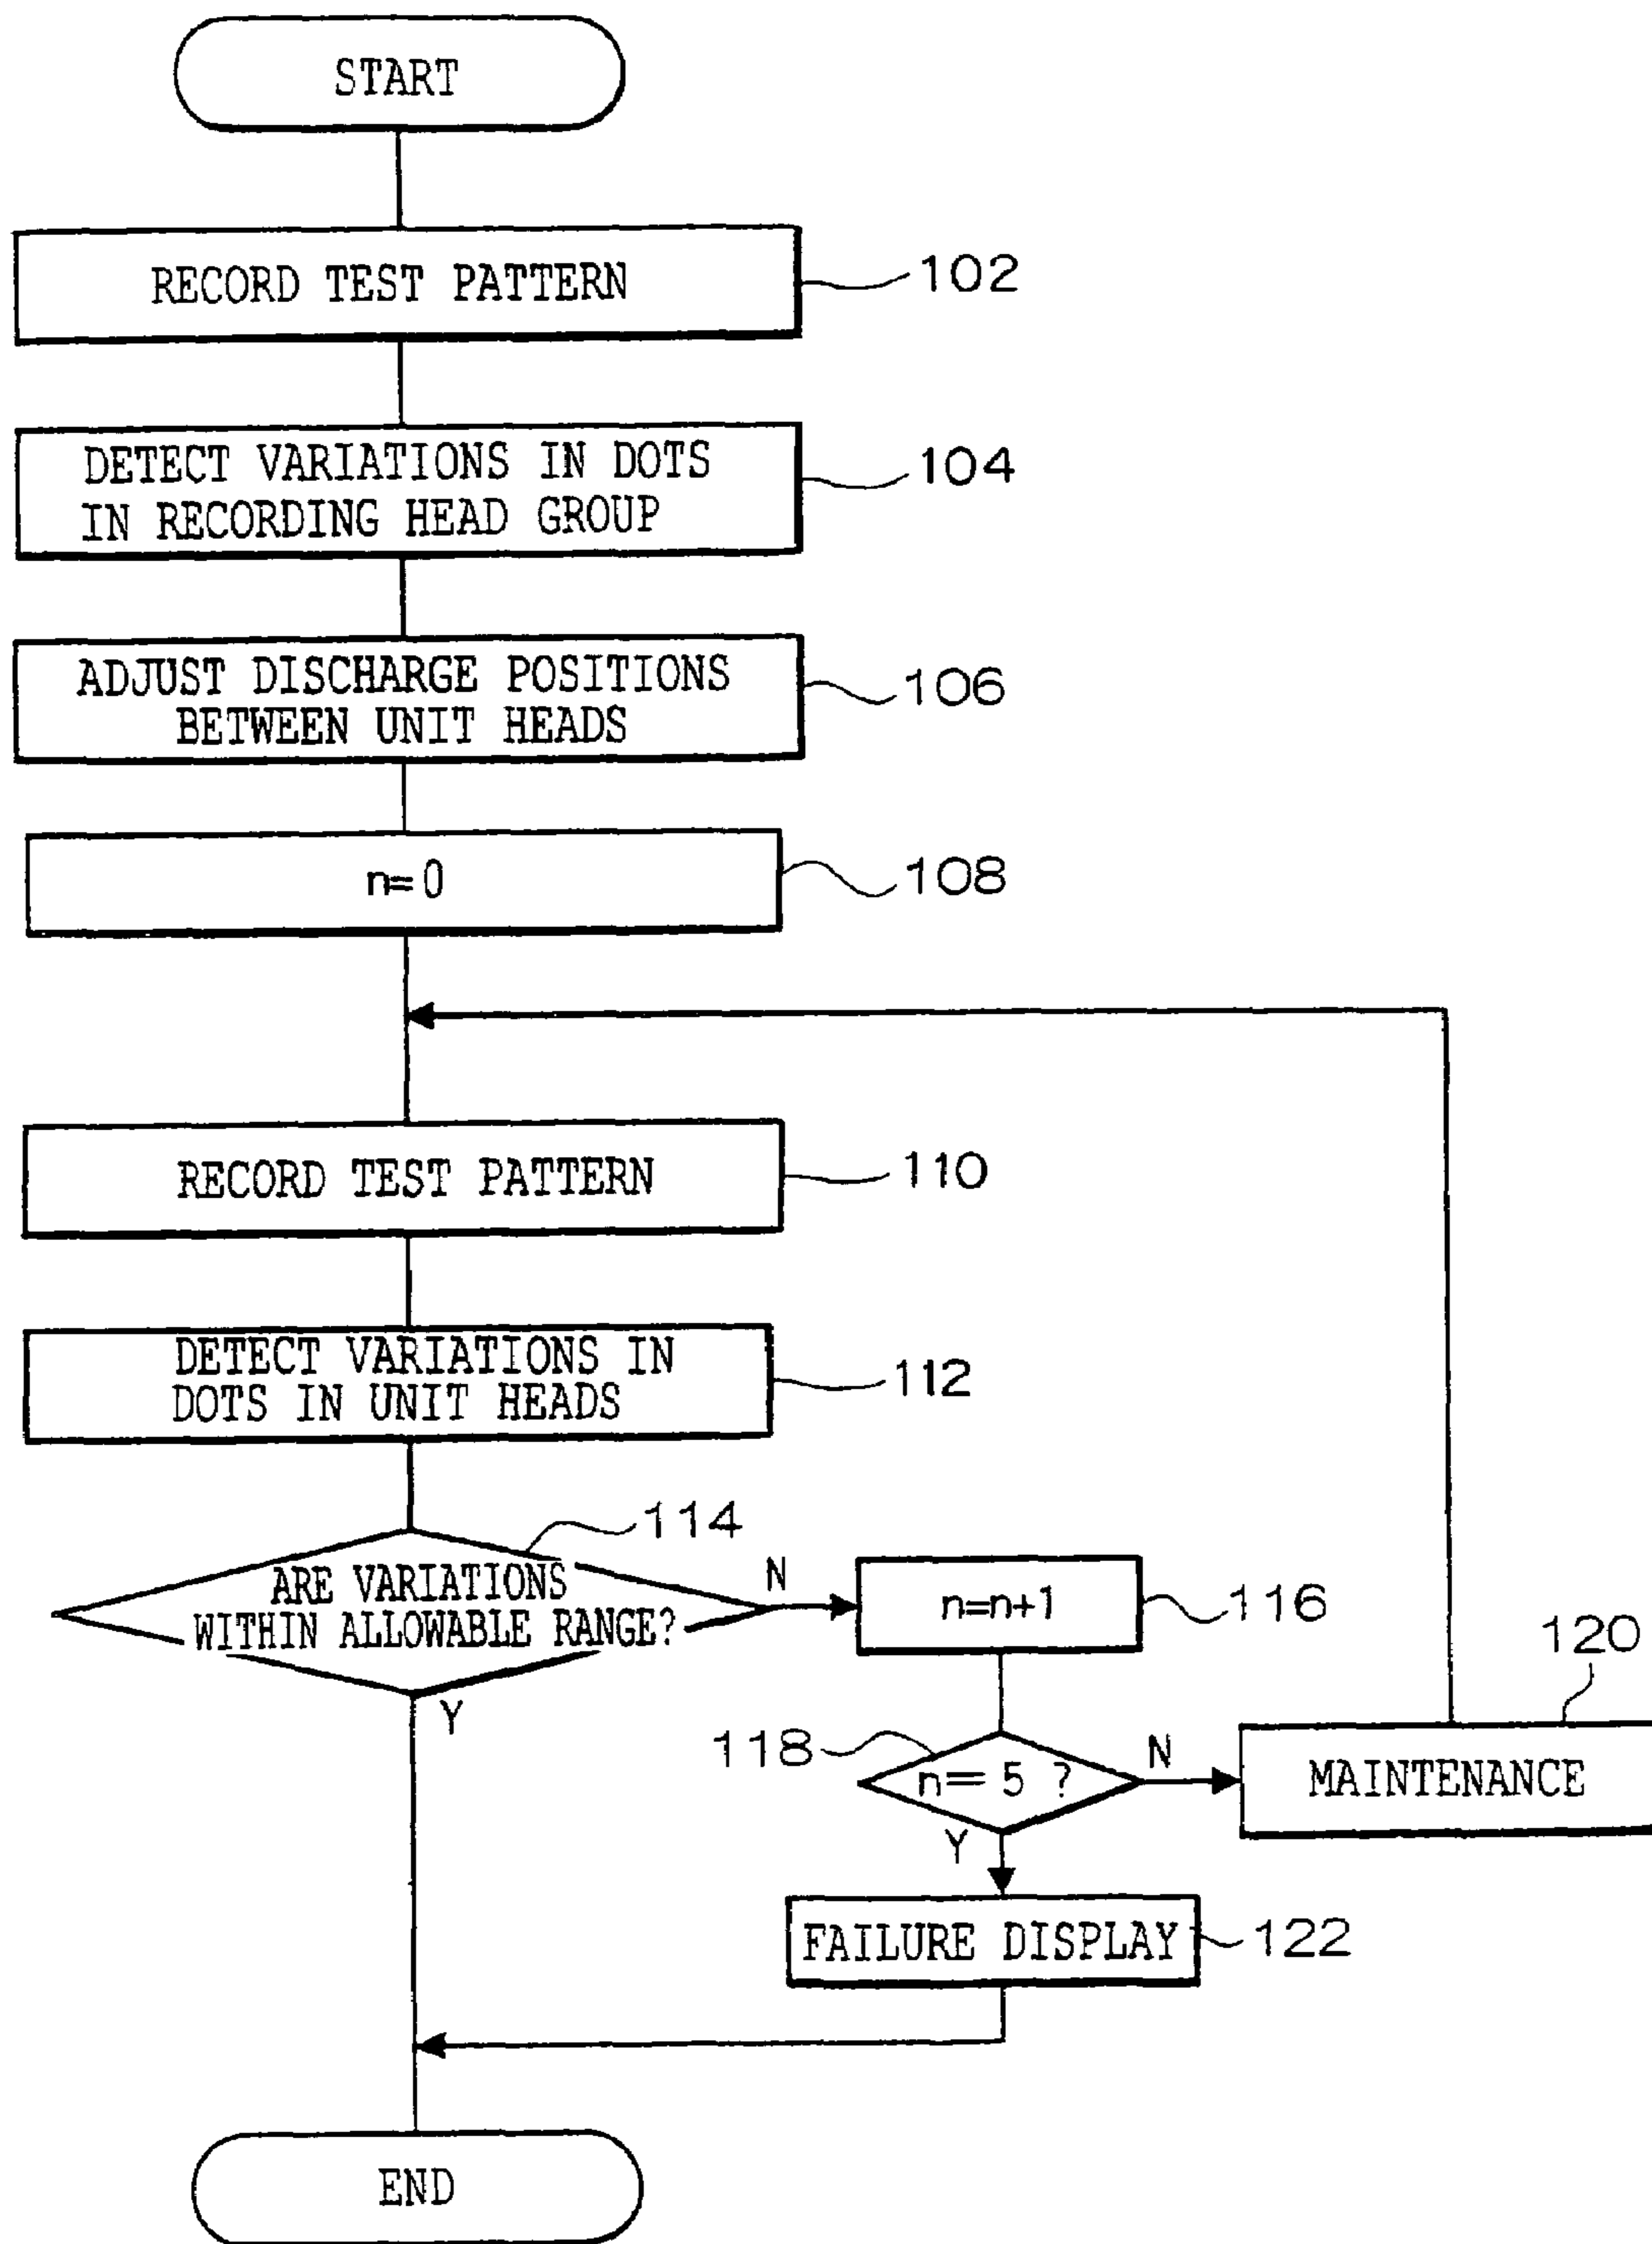 START
RECORD TEST PATTERN
102
DETECT VARIATIONS IN DOTS
IN RECORDING HEAD GROUP
104
ADJUST DISCHARGE POSITIONS
BETWEEN UNIT HEADS
106
n=0
108
RECORD TEST PATTERN
110
DETECT VARIATIONS IN
DOTS IN UNIT HEADS
112
114
ARE VARIATIONS
WITHIN ALLOWABLE RANGE?
N
Y
n=n+1
116
118
n=5 ?
N
Y
120
MAINTENANCE
FAILURE DISPLAY
122
END